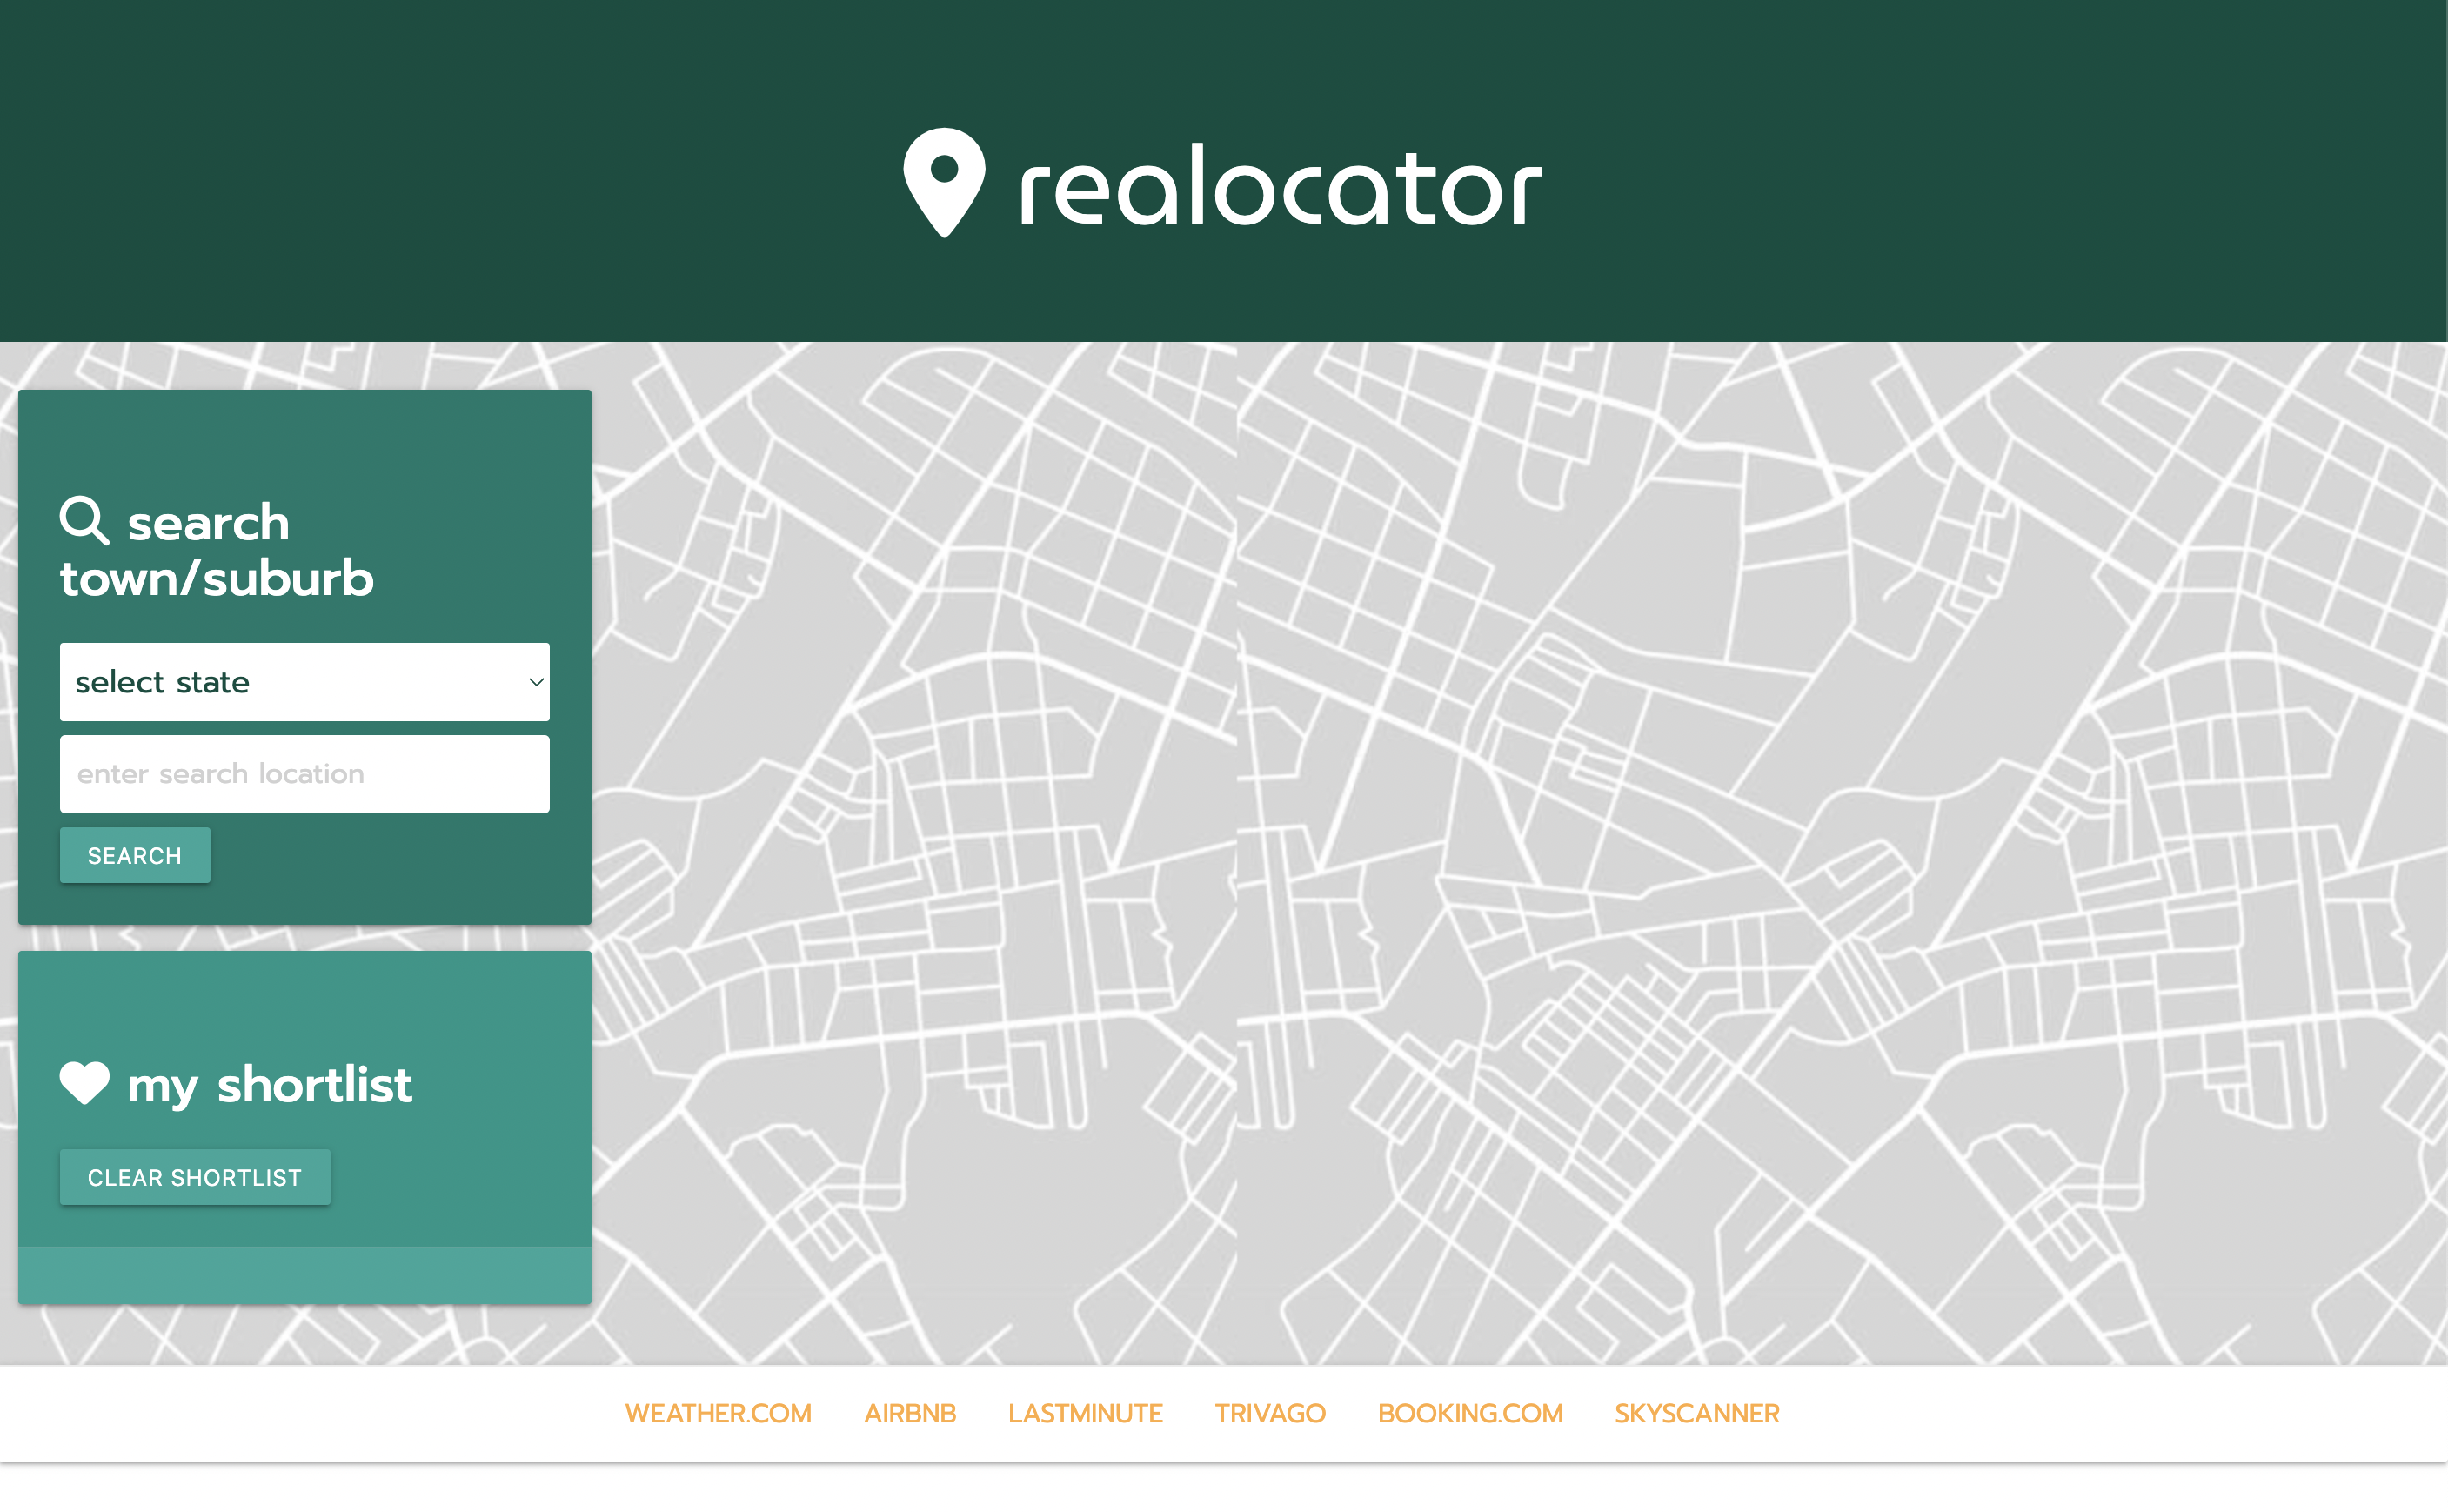 realocator
search
town/suburb
select state
enter search location
SEARCH
my shortlist
CLEAR SHORTLIST
WEATHER.COM AIRBNB LASTMINUTE TRIVAGO BOOKING.COM SKYSCANNER